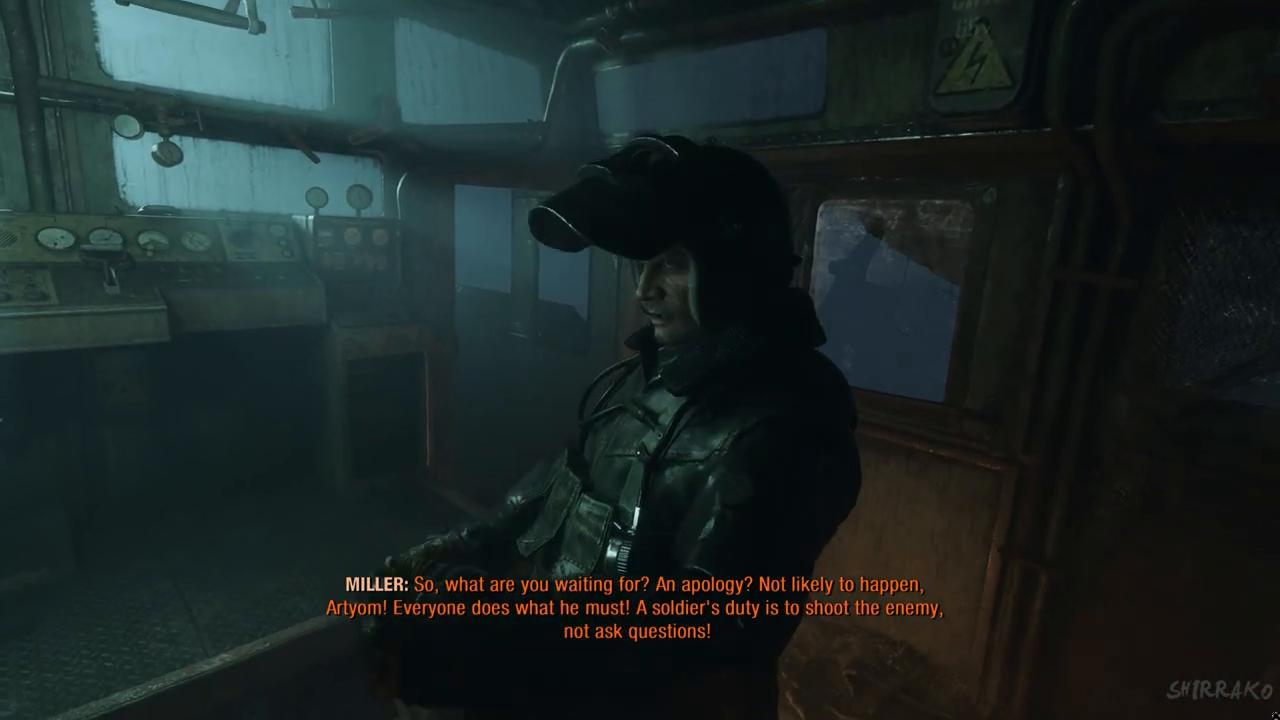 MILLER: So, what are you waiting for? An apology? Not likely to happen,
Artyom! Everyone does what he must! A soldier's duty is to shoot the enemy,
not ask questions!
SHIRRAKO